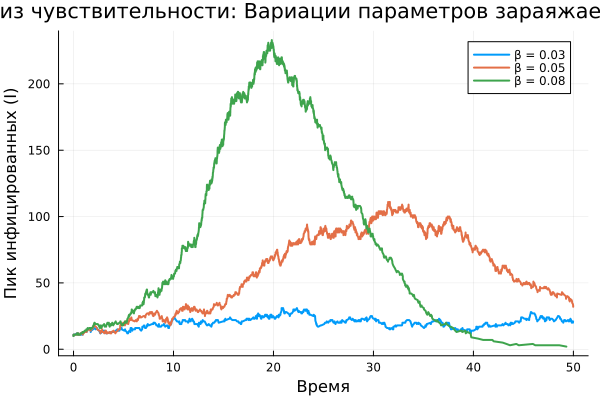 из чувствительности: Вариации параметров зараяжае
β = 0.03
β = 0.05
β = 0.08
Пик инфицированных (I)
200
150
100
50
0
0 10 20 30 40 50
Время